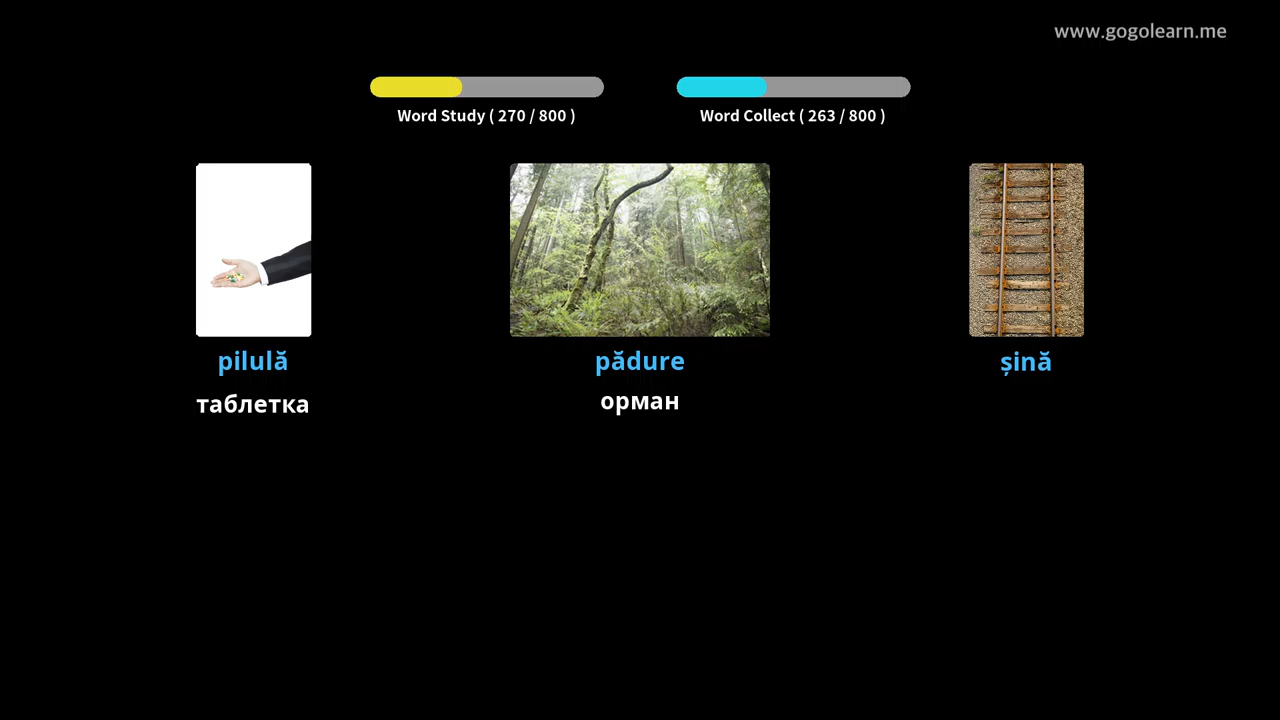 www.gogolearn.me
Word Study ( 270 / 800 )
Word Collect ( 263 / 800 )
pilulă
pădure
șină
таблетка
орман